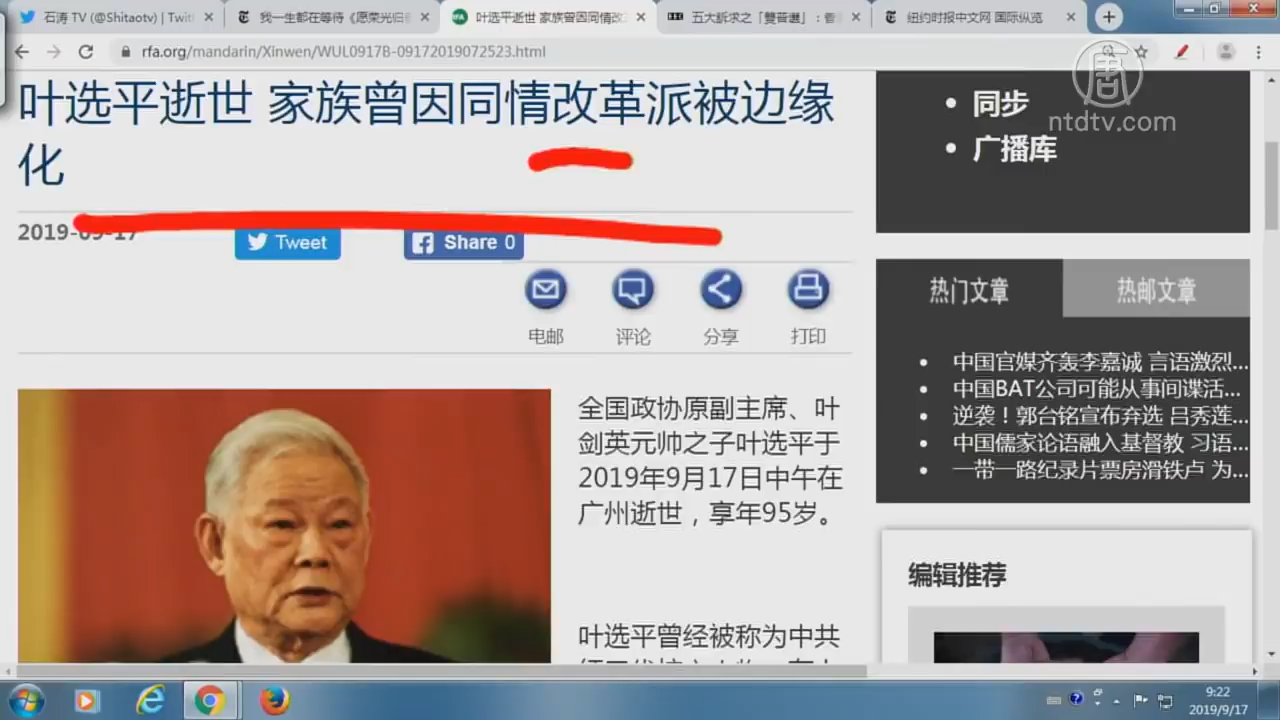 石涛 TV (@Shitaotv) | Twitt
我一生都在等待《愿荣光归
叶选平逝世 家族曾因同情改
五大訴求之「雙普選」：香
纽约时报中文网 国际纵览
rfa.org/mandarin/Xinwen/WUL0917B-09172019072523.html
叶选平逝世 家族曾因同情改革派被边缘
化
2019-09-17
Tweet
Share 0
电邮
评论
分享
打印
全国政协原副主席、叶
剑英元帅之子叶选平于
2019年9月17日中午在
广州逝世，享年95岁。
叶选平曾经被称为中共
同步
广播库
唐
ntdtv.com
热门文章
热邮文章
中国官媒齐轰李嘉诚 言语激烈...
中国BAT公司可能从事间谍活...
逆袭！郭台铭宣布弃选 吕秀莲...
中国儒家论语融入基督教 习语...
一带一路纪录片票房滑铁卢 为...
编辑推荐
9:22
2019/9/17